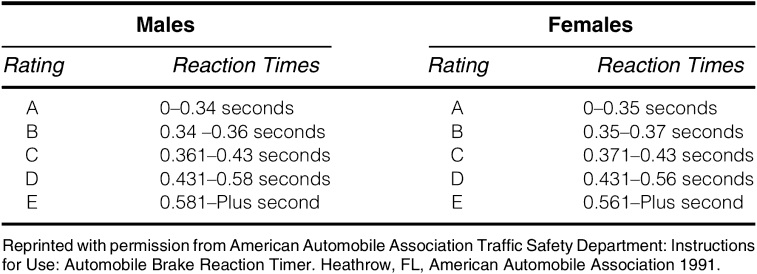 Males Females
Rating Reaction Times Rating Reaction Times
A 0–0.34 seconds A 0–0.35 seconds
B 0.34 –0.36 seconds B 0.35–0.37 seconds
C 0.361–0.43 seconds C 0.371–0.43 seconds
D 0.431–0.58 seconds D 0.431–0.56 seconds
E 0.581–Plus second E 0.561–Plus second
Reprinted with permission from American Automobile Association Traffic Safety Department: Instructions
for Use: Automobile Brake Reaction Timer. Heathrow, FL, American Automobile Association 1991.